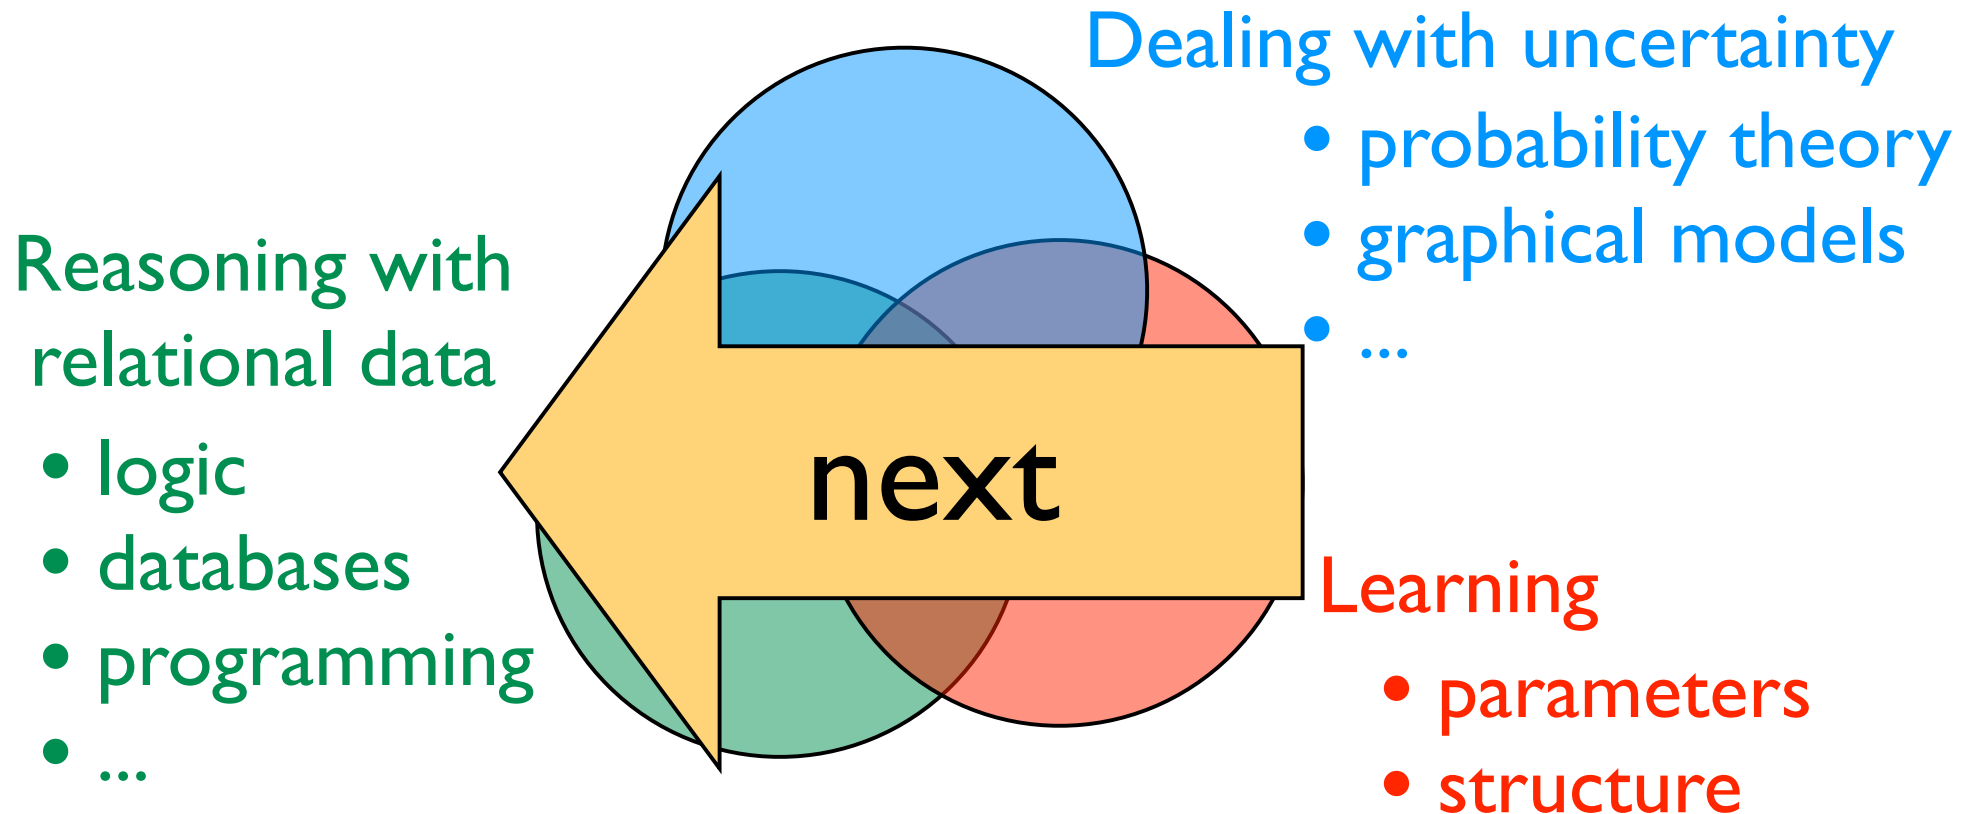 Dealing with uncertainty
• probability theory
• graphical models
• ...
Reasoning with
relational data
• logic
• databases
• programming
• ...
next
Learning
• parameters
• structure